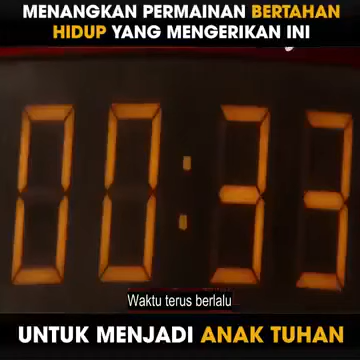 MENANGKAN PERMAINAN BERTAHAN
HIDUP YANG MENGERIKAN INI
00:33
Waktu terus berlalu
UNTUK MENJADI ANAK TUHAN